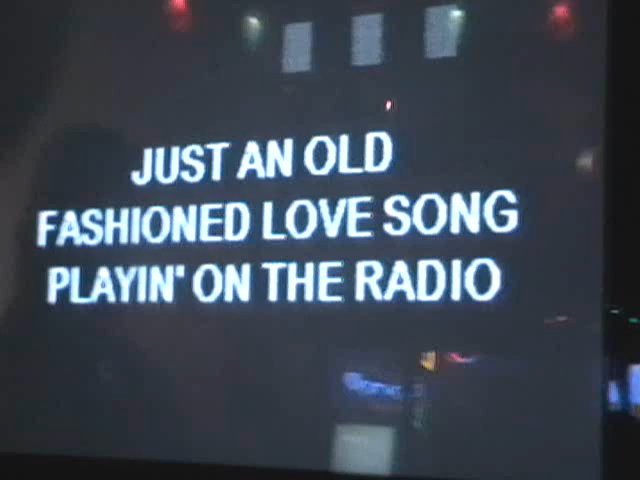 JUST AN OLD
FASHIONED LOVE SONG
PLAYIN' ON THE RADIO